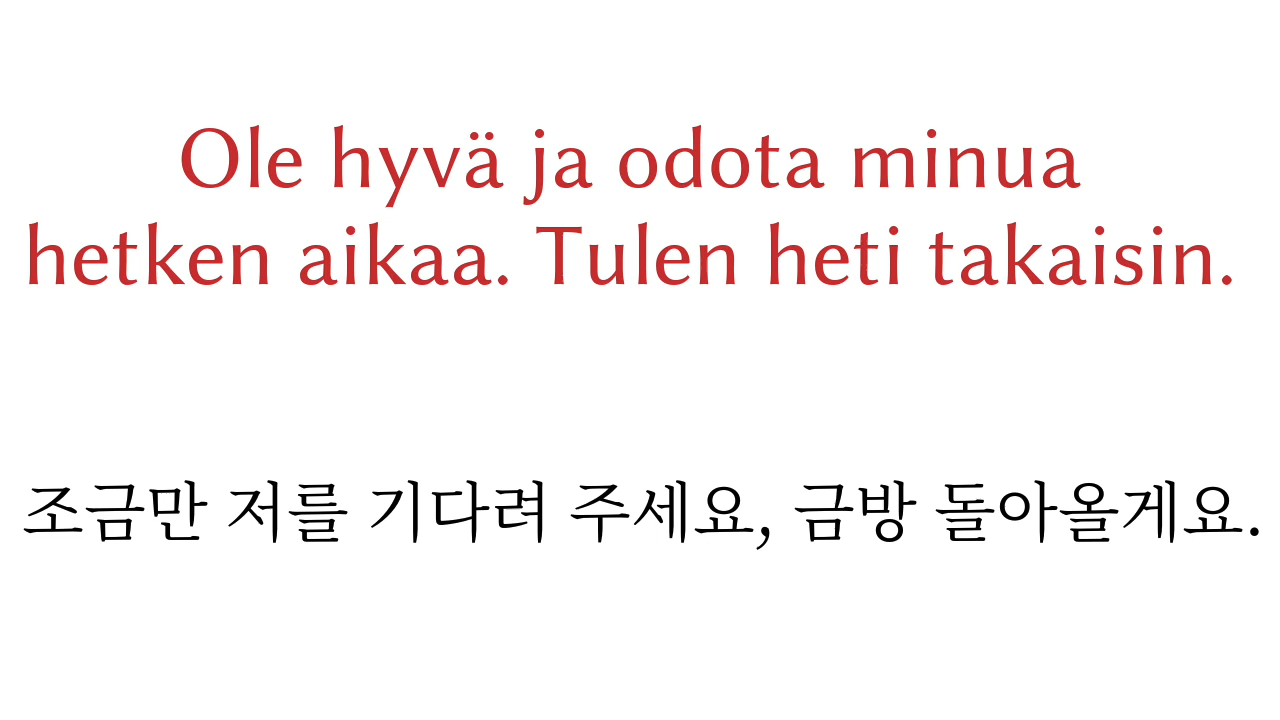 Ole hyvä ja odota minua
hetken aikaa. Tulen heti takaisin.
조금만 저를 기다려 주세요, 금방 돌아올게요.